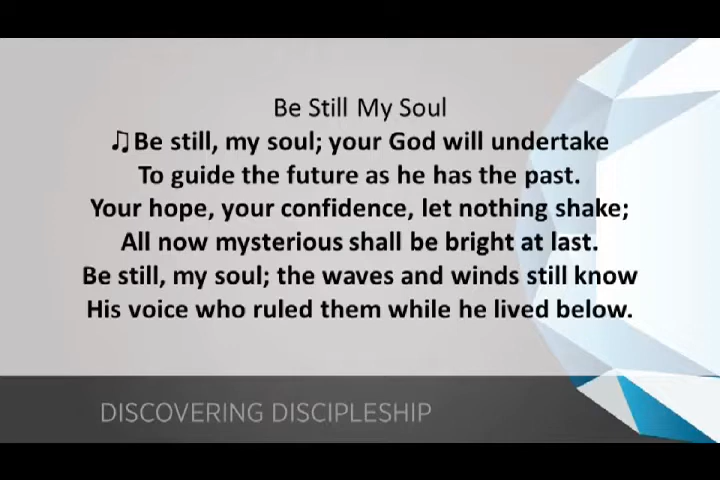 Be Still My Soul
♫Be still, my soul; your God will undertake
To guide the future as he has the past.
Your hope, your confidence, let nothing shake;
All now mysterious shall be bright at last.
Be still, my soul; the waves and winds still know
His voice who ruled them while he lived below.
DISCOVERING DISCIPLESHIP